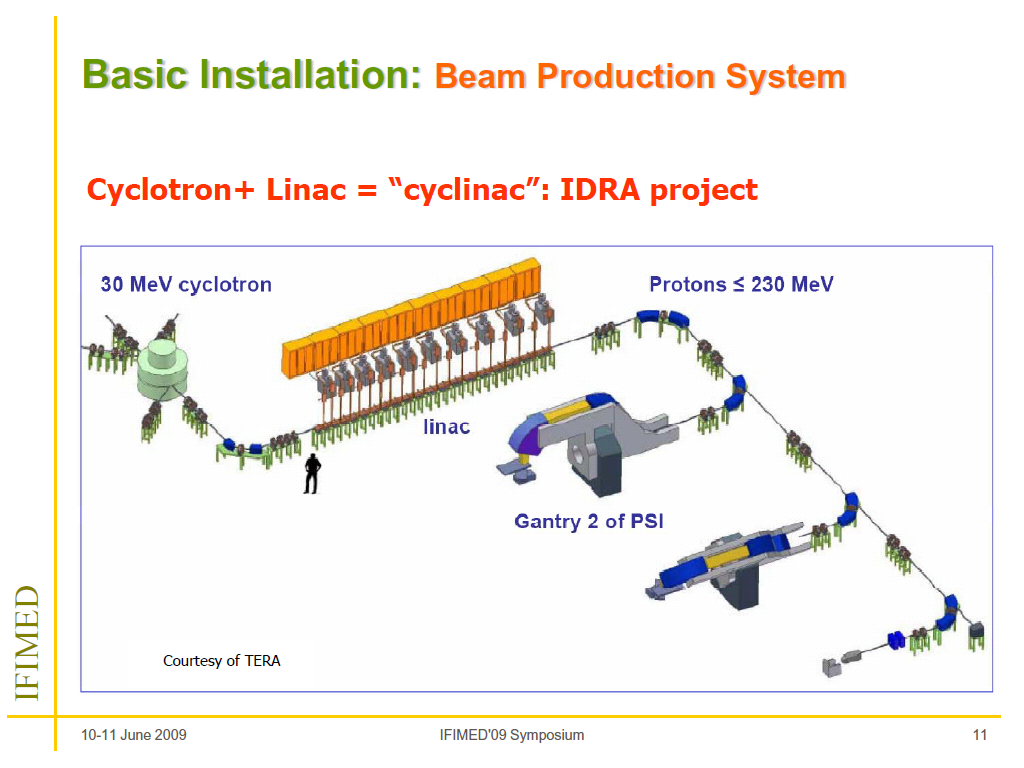 Basic Installation: Beam Production System
Cyclotron+ Linac = “cyclinac”: IDRA project
30 MeV cyclotron
Protons ≤ 230 MeV
linac
Gantry 2 of PSI
Courtesy of TERA
IFIMED
10-11 June 2009
IFIMED'09 Symposium
11